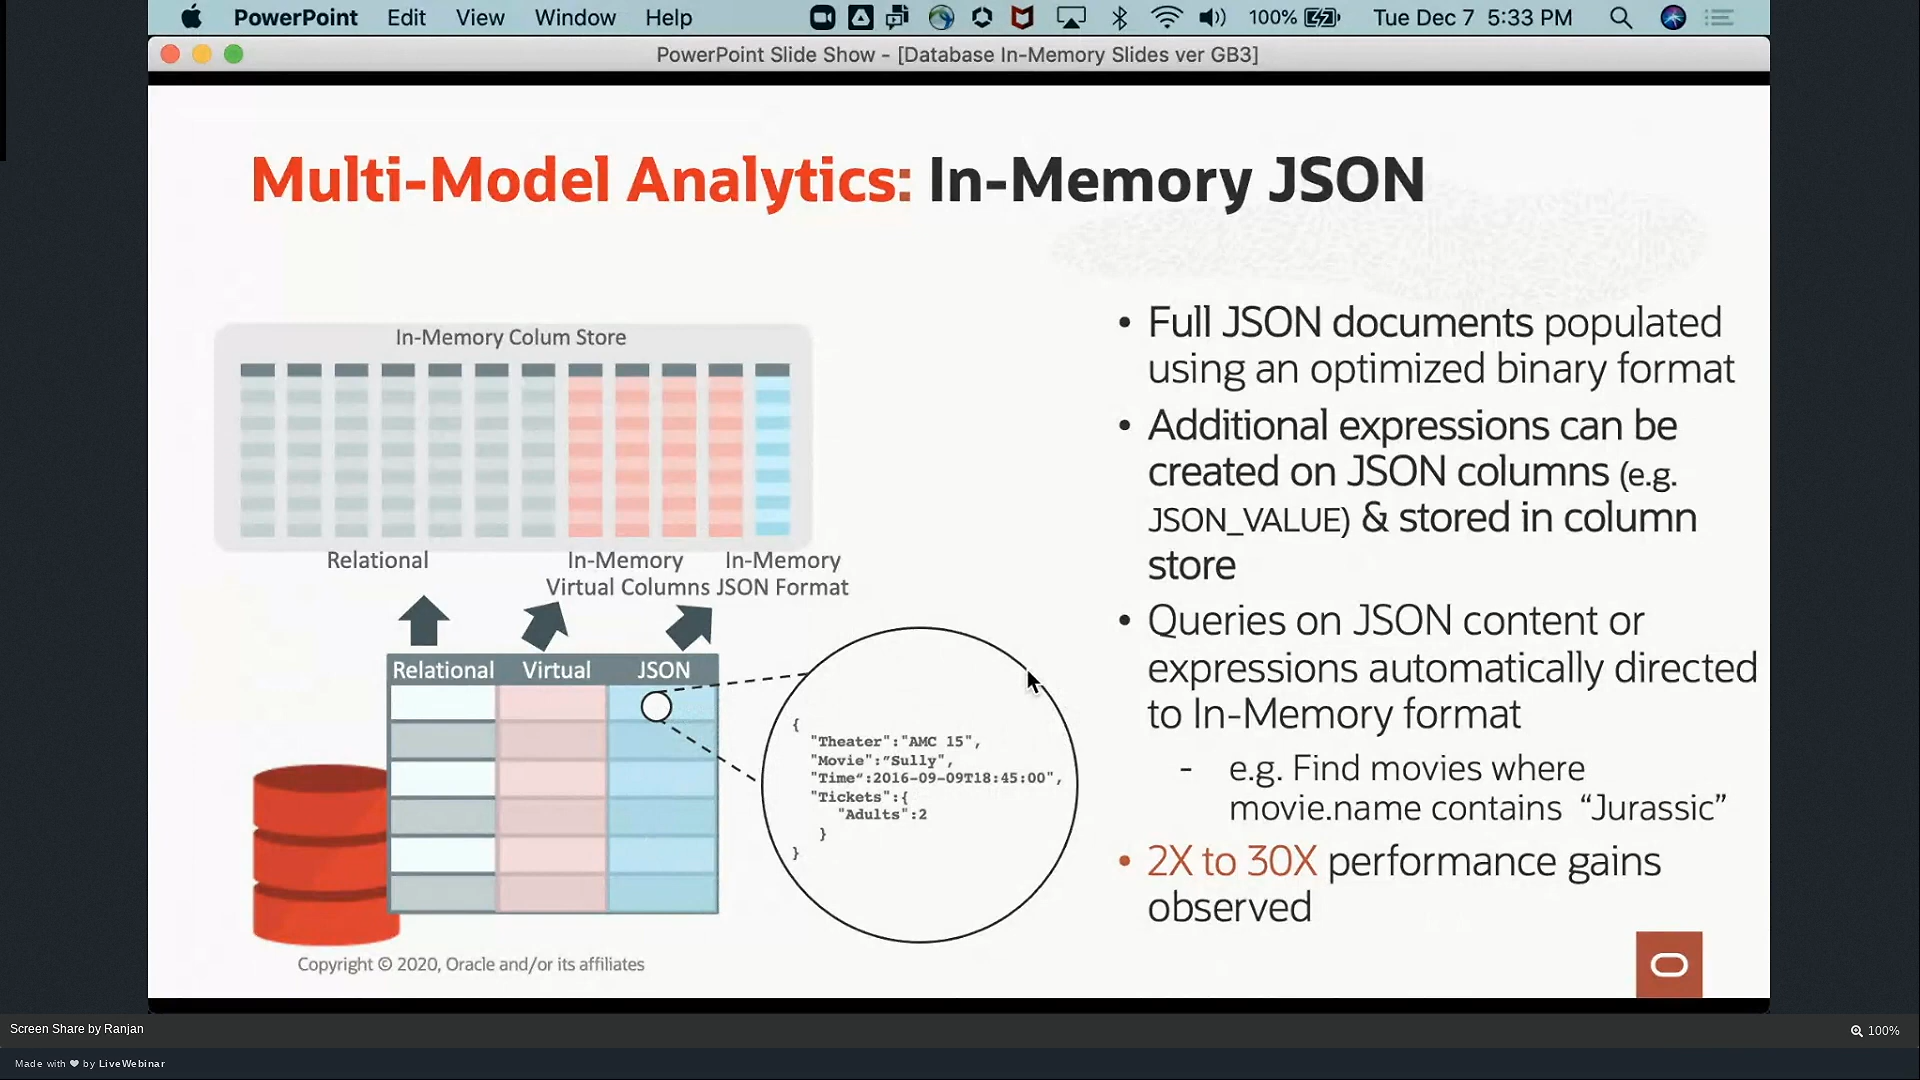 PowerPoint Edit View Window Help 100% Tue Dec 7 5:33 PM
PowerPoint Slide Show - [Database In-Memory Slides ver GB3]
Multi-Model Analytics: In-Memory JSON
In-Memory Colum Store
Relational
In-Memory
Virtual Columns
In-Memory
JSON Format
Relational Virtual JSON
{
"Theater":"AMC 15",
"Movie":”Sully",
"Time“:2016-09-09T18:45:00",
"Tickets":{
"Adults":2
}
}
Copyright © 2020, Oracle and/or its affiliates
• Full JSON documents populated
using an optimized binary format
• Additional expressions can be
created on JSON columns (e.g.
JSON_VALUE) & stored in column
store
• Queries on JSON content or
expressions automatically directed
to In-Memory format
- e.g. Find movies where
movie.name contains “Jurassic”
• 2X to 30X performance gains
observed
Screen Share by Ranjan
100%
Made with ❤ by LiveWebinar